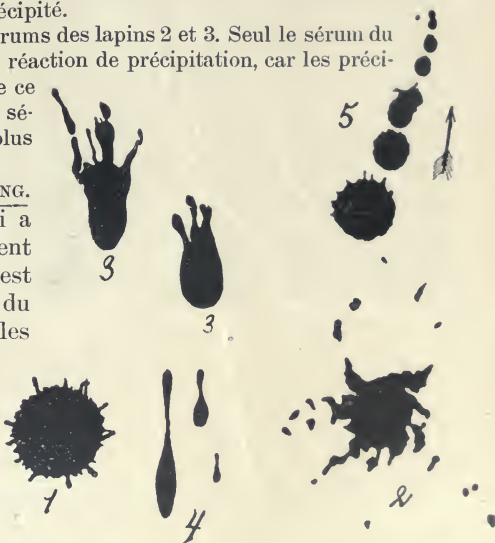 écipité.
rums des lapins 2 et 3. Seul le sérum du
réaction de précipitation, car les préci-
e ce
sé-
plus
NG.
i a
ent
est
du
les
5
3
3
1
4
2